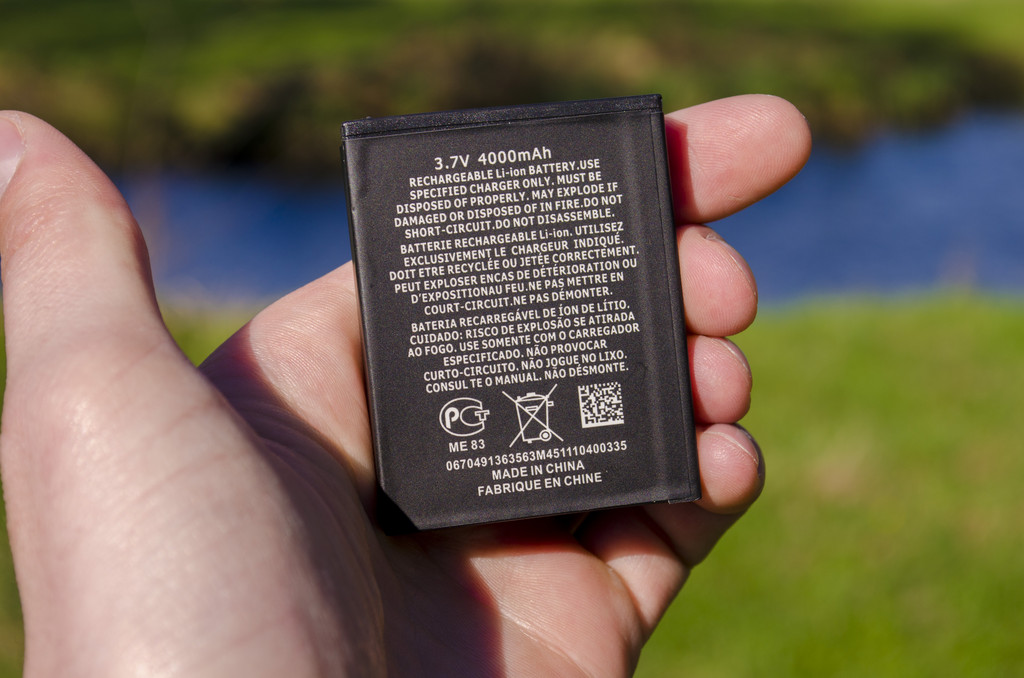 3.7V 4000mAh
RECHARGEABLE Li-ion BATTERY.USE
SPECIFIED CHARGER ONLY. MUST BE
DISPOSED OF PROPERLY. MAY EXPLODE IF
DAMAGED OR DISPOSED OF IN FIRE.DO NOT
SHORT-CIRCUIT.DO NOT DISASSEMBLE.
BATTERIE RECHARGEABLE Li-ion. UTILISEZ
EXCLUSIVEMENT LE CHARGEUR INDIQUÉ.
DOIT ETRE RECYCLÉE OU JETÉE CORRECTEMENT.
PEUT EXPLOSER ENCAS DE DÉTÉRIORATION OU
D'EXPOSITIONAU FEU.NE PAS METTRE EN
COURT-CIRCUIT.NE PAS DÉMONTER.
BATERIA RECARREGÁVEL DE ÍON DE LÍTIO.
CUIDADO: RISCO DE EXPLOSÃO SE ATIRADA
AO FOGO. USE SOMENTE COM O CARREGADOR
ESPECIFICADO. NÃO PROVOCAR
CURTO-CIRCUITO. NÃO JOGUE NO LIXO.
CONSUL TE O MANUAL. NÃO DÉSMONTE.
PCT
ME 83
0670491363563M451110400335
MADE IN CHINA
FABRIQUE EN CHINE